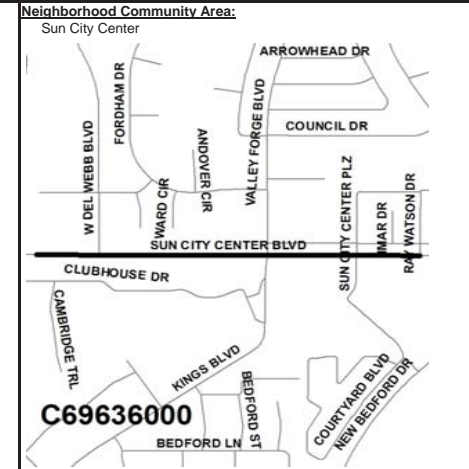 Neighborhood Community Area:
Sun City Center
ARROWHEAD DR
FORDHAM DR
VALLEY FORGE BLVD
COUNCIL DR
W DEL WEBB BLVD
ANDOVER CIR
WARD CIR
SUN CITY CENTER PLZ
IMAR DR
RAY WATSON DR
SUN CITY CENTER BLVD
CLUBHOUSE DR
CAMBRIDGE TRL
KINGS BLVD
BEDFORD ST
COURTYARD BLVD
NEW BEDFORD DR
C69636000
BEDFORD LN